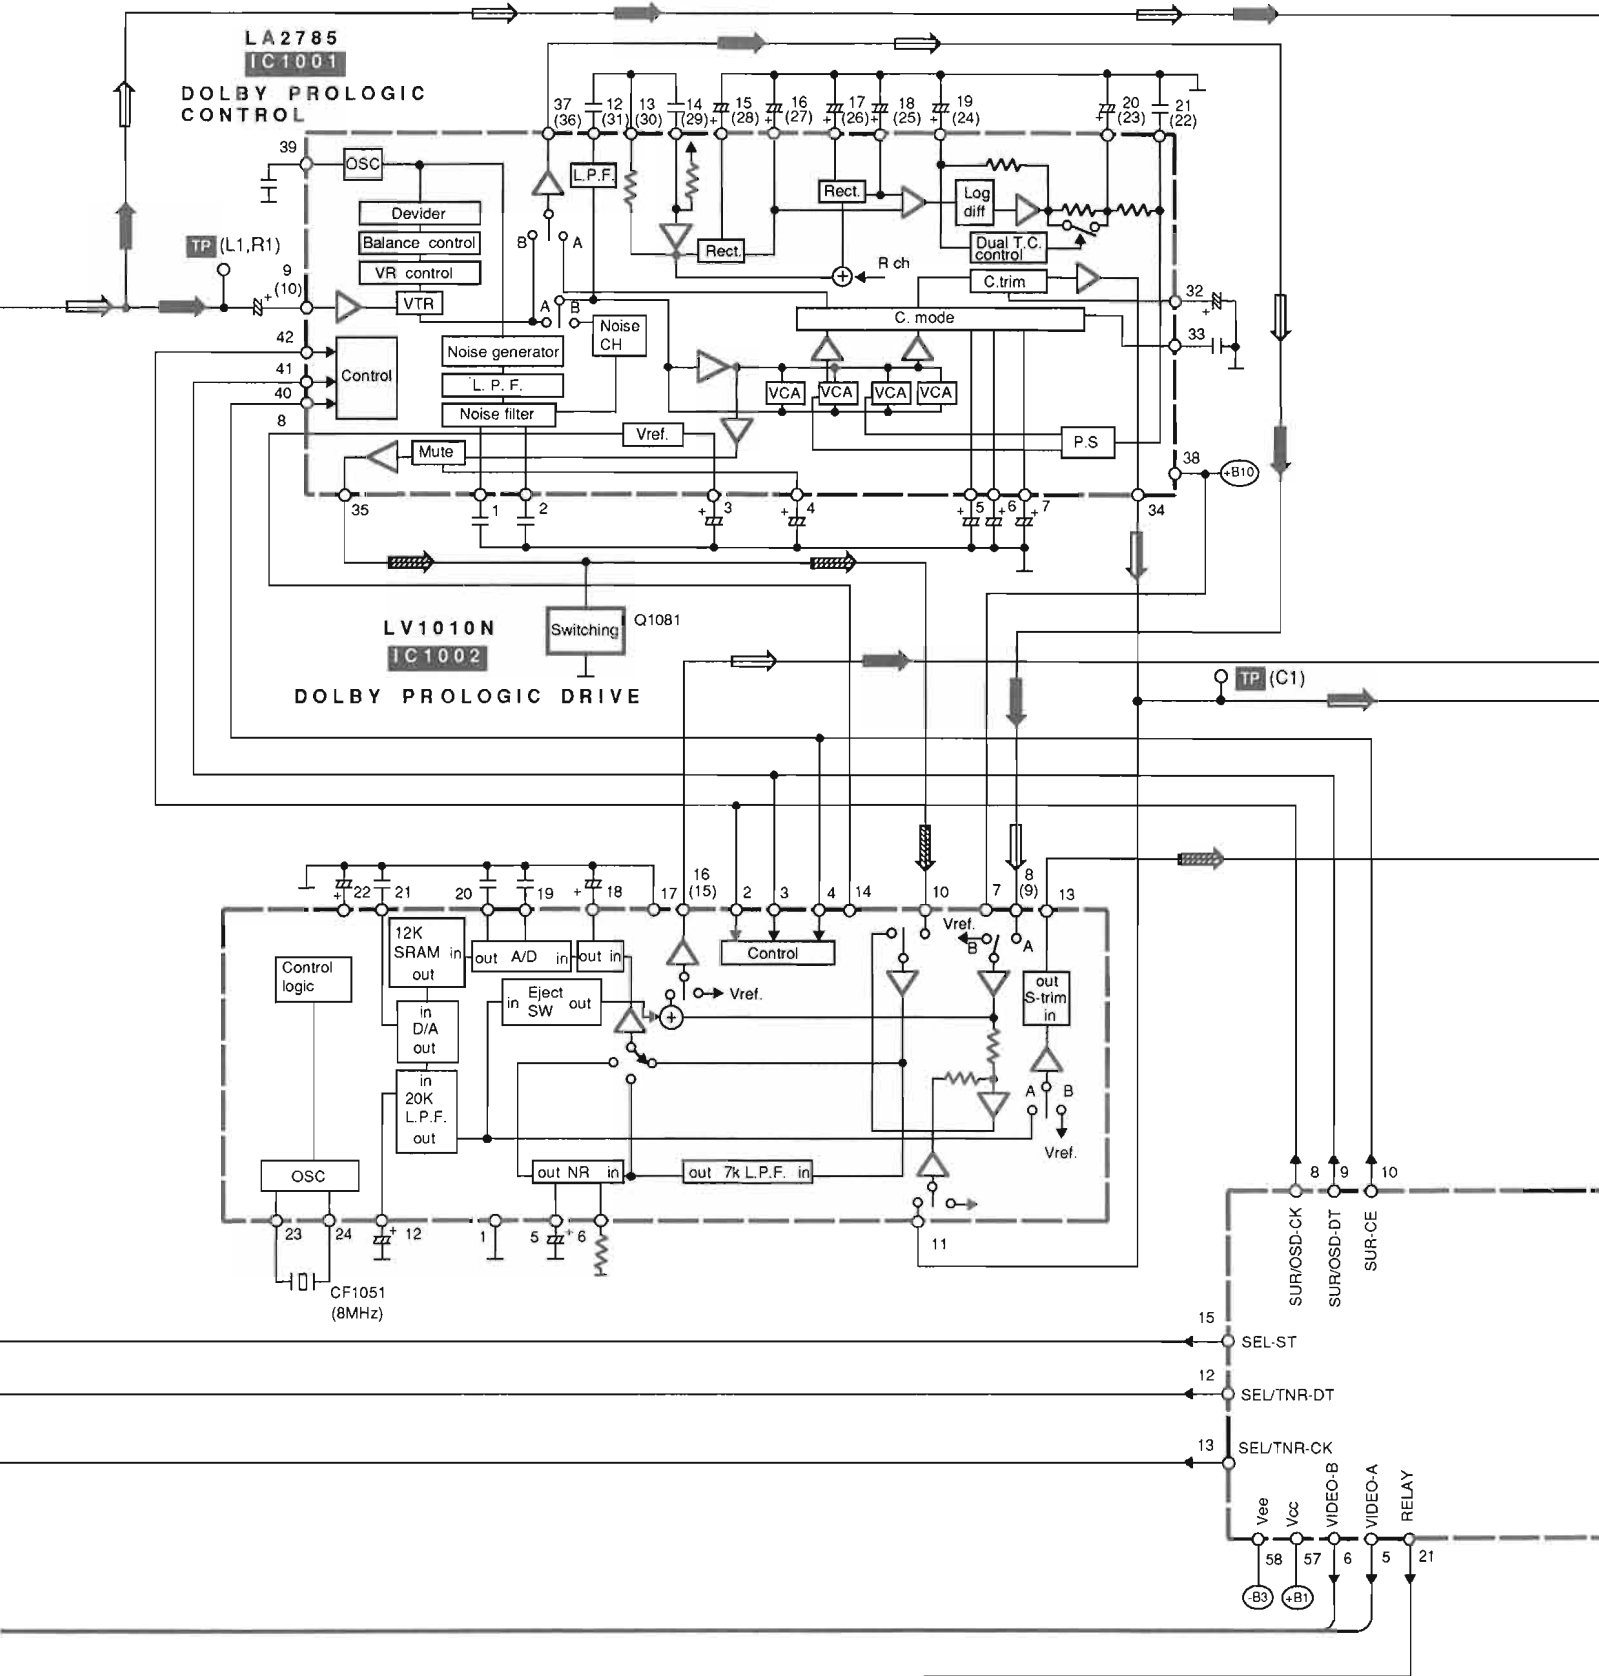 LA2785
IC1001
DOLBY PROLOGIC
CONTROL
37 12 13 14 15 16 17 18 19 20 21
(36) (31) (30) (29) (28) (27) (26) (25) (24) (23) (22)
39
OSC
L.P.F.
Rect.
Log
diff
Devider
Balance control
VR control
VTR
B A
Rect.
Dual T.C.
control
R ch
C.trim
TP (L1,R1)
9
(10)
32
A B
C. mode
Noise
CH
33
42
41
40
8
Control
Noise generator
L. P. F.
Noise filter
VCA VCA VCA VCA
Vref.
P.S
Mute
38
+B10
35 1 2 + 3 + 4 + 5 + 6 + 7 34
LV1010N
IC1002
DOLBY PROLOGIC DRIVE
Switching
Q1081
TP (C1)
+ 22 21 20 19 + 18 17 16
(15)
2 3 4 14 10 7 8
(9)
13
12K
SRAM in
out
out A/D in
out in
Control
Vref.
B A
Control
logic
in Eject out
SW
Vref.
out
S-trim
in
in
D/A
out
in
20K
L.P.F.
out
A B
Vref.
OSC
out NR in
out 7k L.P.F. in
23 24 + 12 1 5 + 6 11
CF1051
(8MHz)
8 9 10
SUR/OSD-CK
SUR/OSD-DT
SUR-CE
15
SEL-ST
12
SEL/TNR-DT
13
SEL/TNR-CK
Vee
Vcc
VIDEO-B
VIDEO-A
RELAY
58 57 6 5 21
-B3 +B1